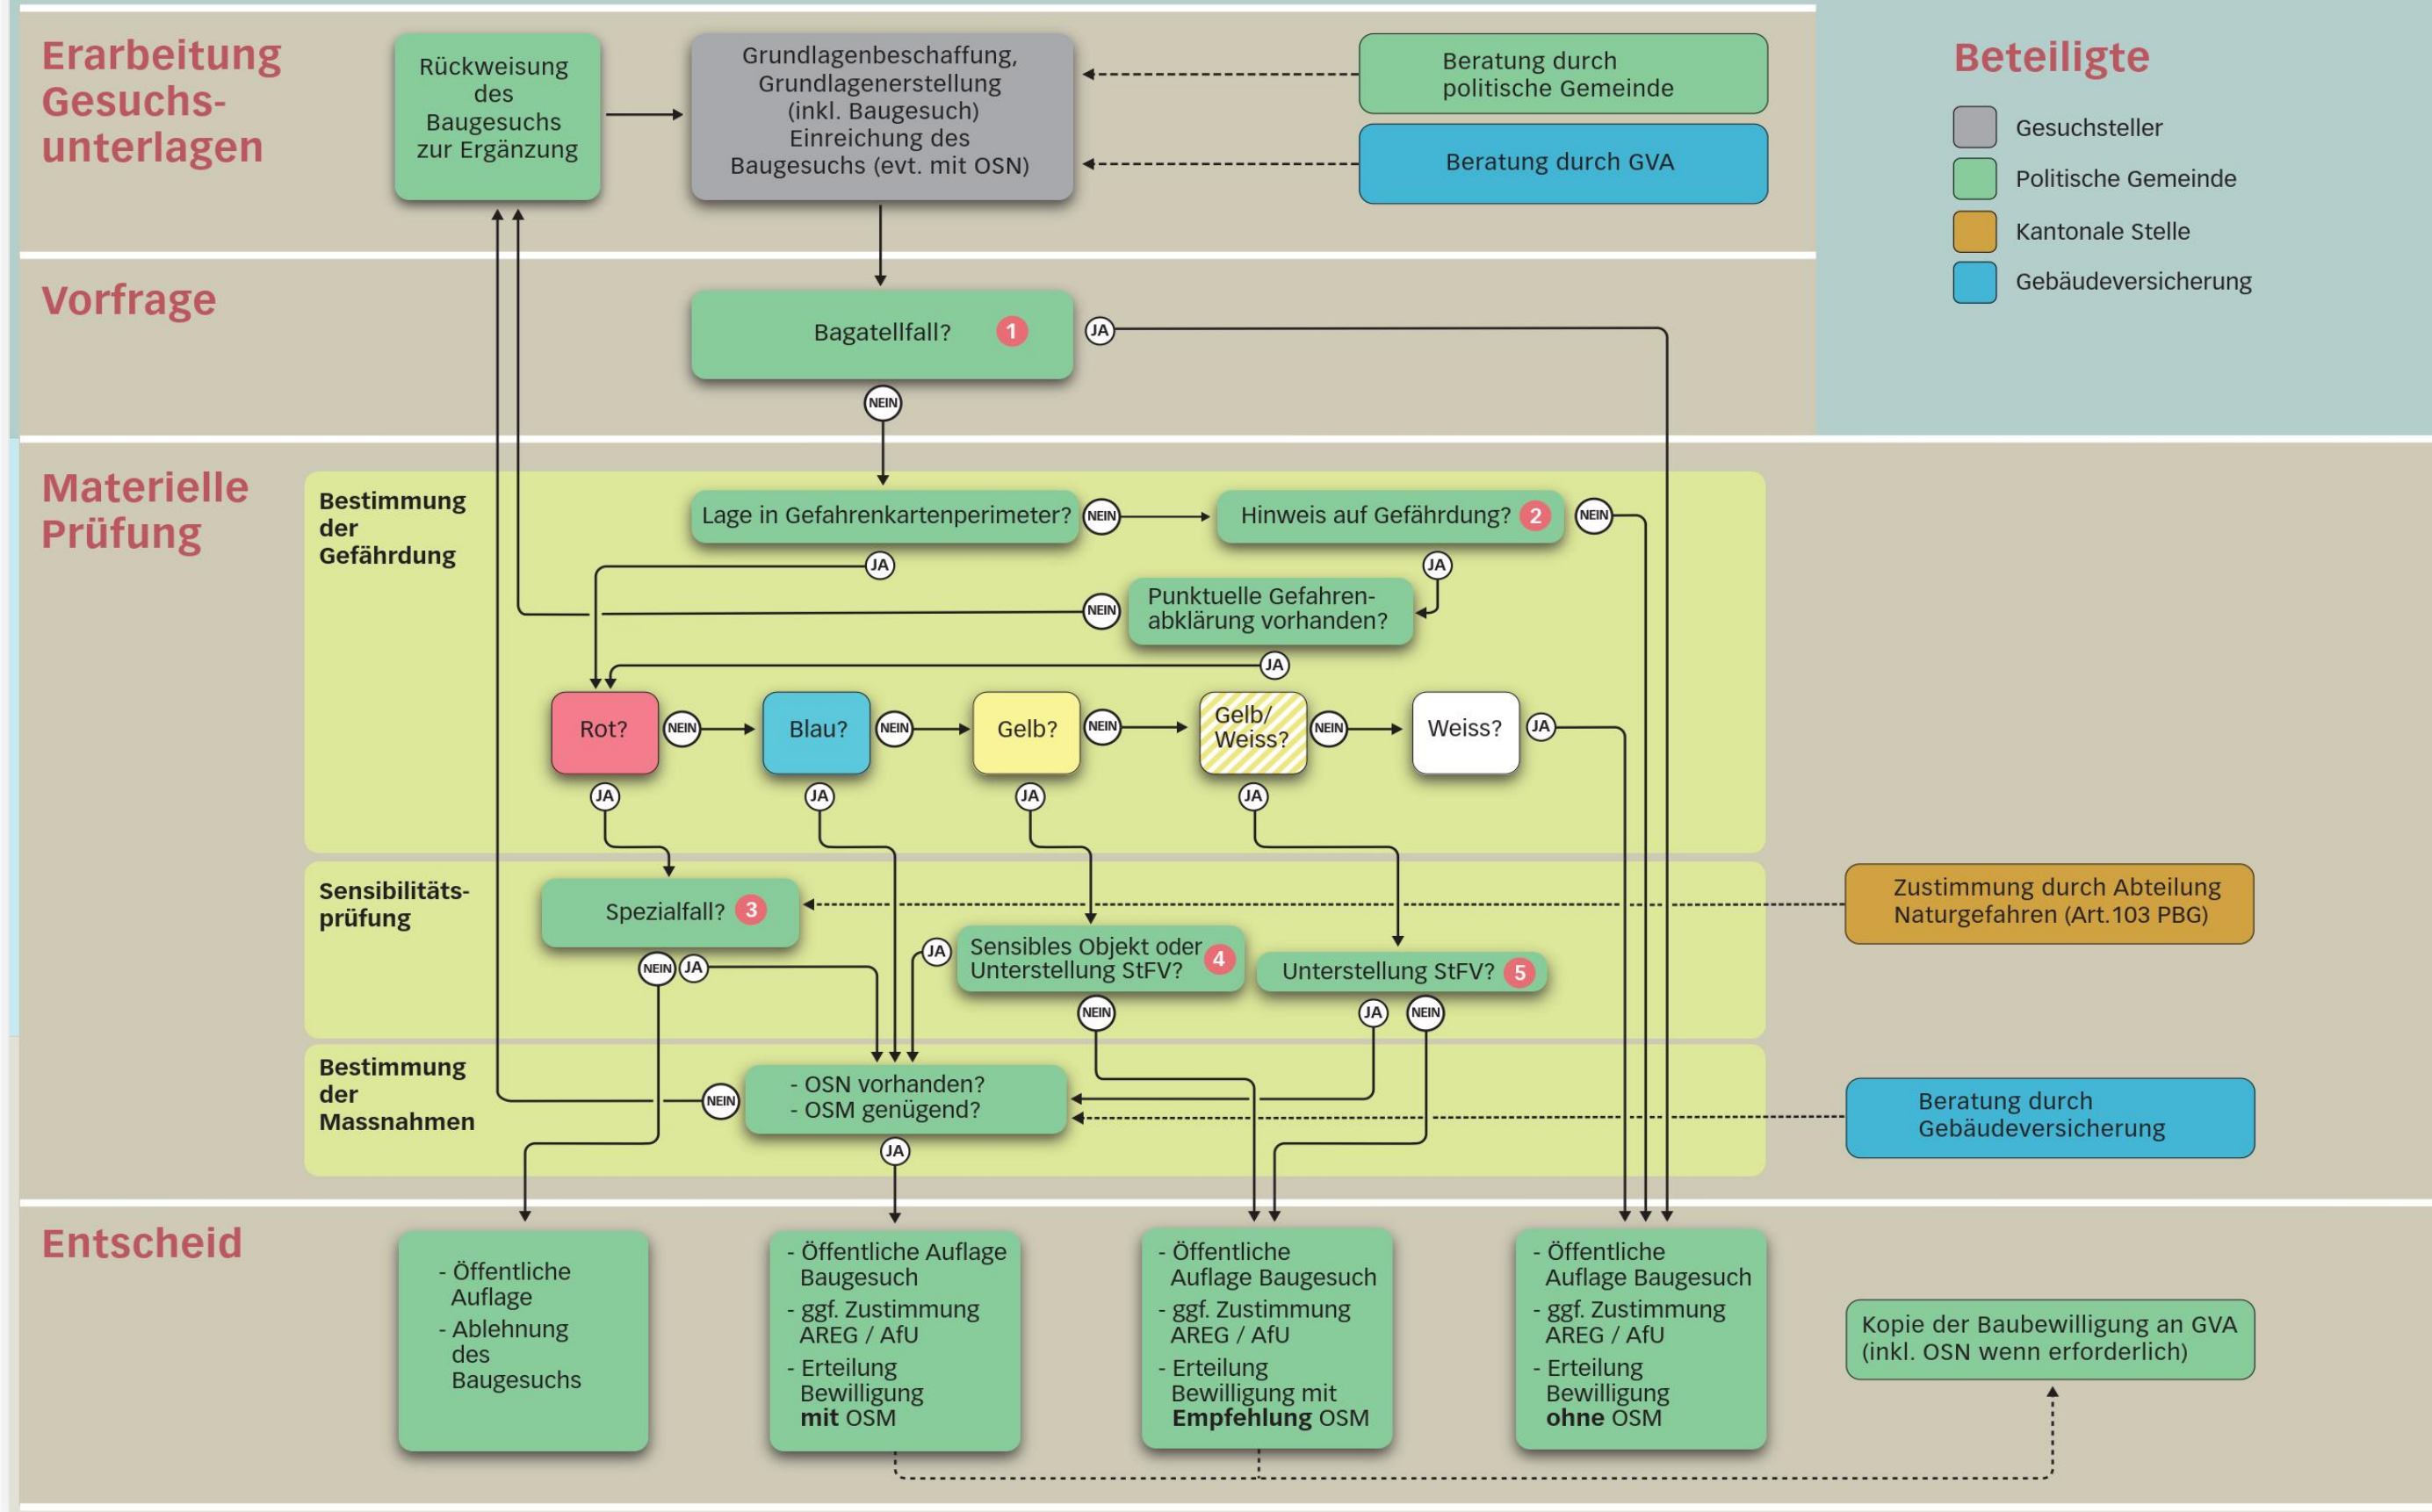 Erarbeitung
Gesuchs-
unterlagen
Rückweisung
des
Baugesuchs
zur Ergänzung
Grundlagenbeschaffung,
Grundlagenerstellung
(inkl. Baugesuch)
Einreichung des
Baugesuchs (evt. mit OSN)
Beratung durch
politische Gemeinde
Beratung durch GVA
Beteiligte
Gesuchsteller
Politische Gemeinde
Kantonale Stelle
Gebäudeversicherung
Vorfrage
Bagatellfall? 1
JA
NEIN
Materielle
Prüfung
Bestimmung
der
Gefährdung
Lage in Gefahrenkartenperimeter?
NEIN
Hinweis auf Gefährdung? 2
NEIN
JA
JA
NEIN
Punktuelle Gefahren-
abklärung vorhanden?
JA
Rot?
NEIN
Blau?
NEIN
Gelb?
NEIN
Gelb/
Weiss?
NEIN
Weiss?
JA
JA
JA
JA
JA
Sensibilitäts-
prüfung
Spezialfall? 3
NEIN
JA
JA
Sensibles Objekt oder
Unterstellung StFV? 4
Unterstellung StFV? 5
NEIN
JA
NEIN
Zustimmung durch Abteilung
Naturgefahren (Art.103 PBG)
Bestimmung
der
Massnahmen
NEIN
- OSN vorhanden?
- OSM genügend?
JA
Beratung durch
Gebäudeversicherung
Entscheid
- Öffentliche
Auflage
- Ablehnung
des
Baugesuchs
- Öffentliche Auflage
Baugesuch
- ggf. Zustimmung
AREG / AfU
- Erteilung
Bewilligung
mit OSM
- Öffentliche
Auflage Baugesuch
- ggf. Zustimmung
AREG / AfU
- Erteilung
Bewilligung mit
Empfehlung OSM
- Öffentliche
Auflage Baugesuch
- ggf. Zustimmung
AREG / AfU
- Erteilung
Bewilligung
ohne OSM
Kopie der Baubewilligung an GVA
(inkl. OSN wenn erforderlich)